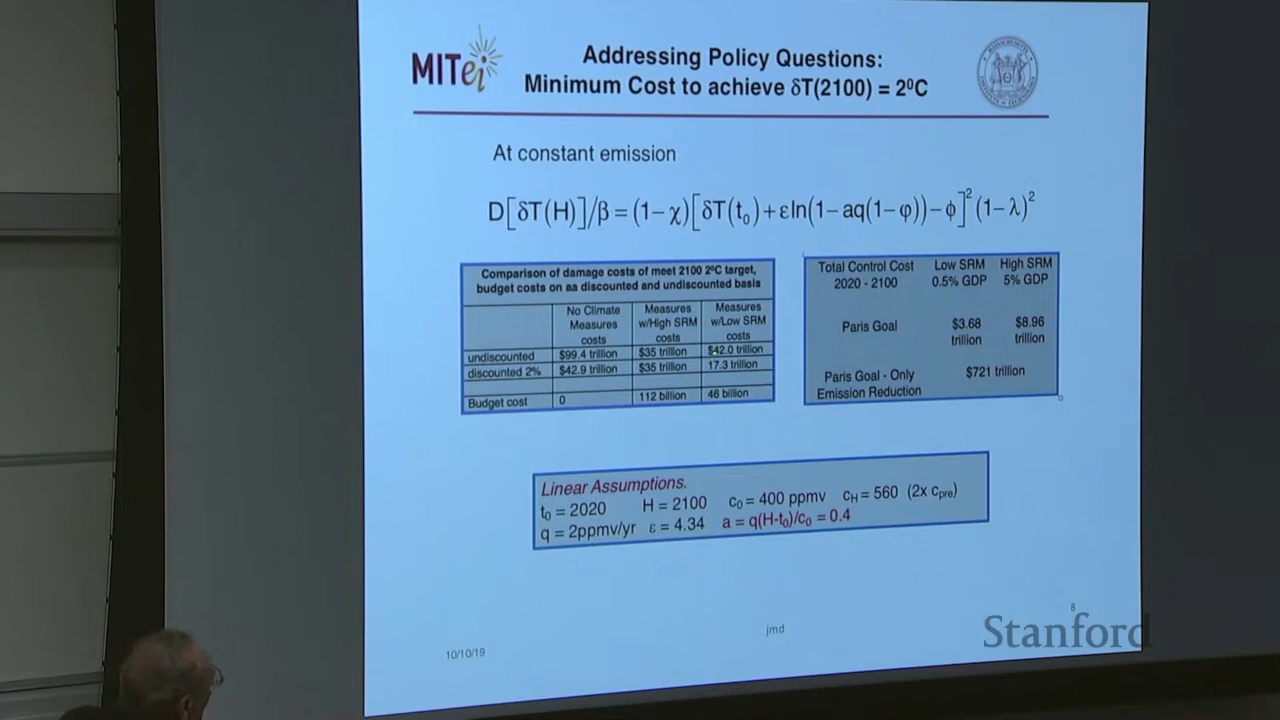 MITei
Addressing Policy Questions:
Minimum Cost to achieve δT(2100) = 2⁰C
At constant emission
D[δT(H)]/β = (1−χ)[δT(t₀)+εln(1−aq(1−φ))−ϕ]²(1−λ)²
Comparison of damage costs of meet 2100 2⁰C target,
budget costs on aa discounted and undiscounted basis
No Climate Measures costs
Measures w/High SRM costs
Measures w/Low SRM costs
undiscounted $99.4 trillion $35 trillion $42.0 trillion
discounted 2% $42.9 trillion $35 trillion 17.3 trillion
Budget cost 0 112 billion 46 billion
Total Control Cost Low SRM High SRM
2020 - 2100 0.5% GDP 5% GDP
Paris Goal $3.68 trillion $8.96 trillion
Paris Goal - Only $721 trillion
Emission Reduction
Linear Assumptions.
t₀ = 2020 H = 2100 c₀ = 400 ppmv c_H = 560 (2x c_pre)
q = 2ppmv/yr ε = 4.34 a = q(H-t₀)/c₀ = 0.4
10/10/19
jmd
8
Stanford